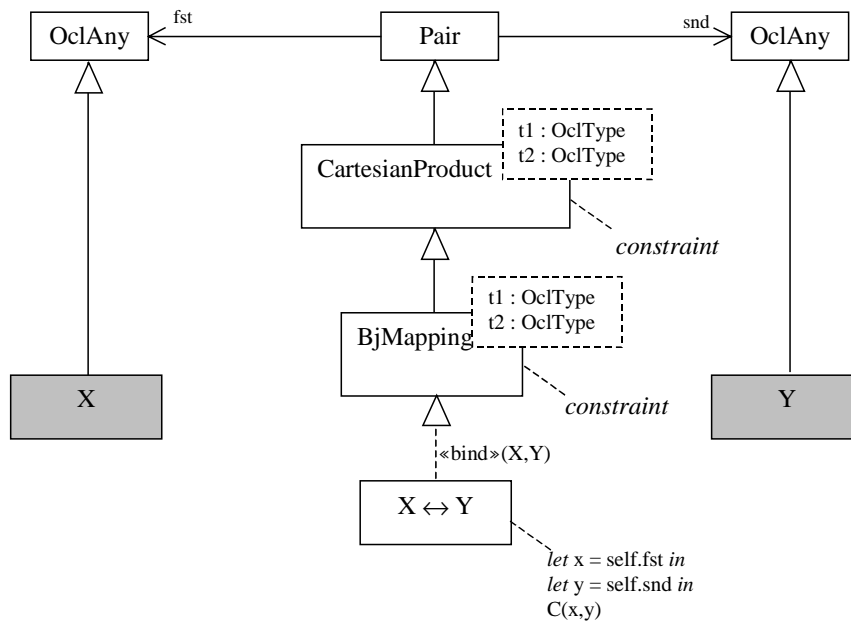 OclAny
fst
Pair
snd
OclAny
t1 : OclType
t2 : OclType
CartesianProduct
constraint
t1 : OclType
t2 : OclType
BjMapping
constraint
X
Y
«bind»(X,Y)
X ↔ Y
let x = self.fst in
let y = self.snd in
C(x,y)